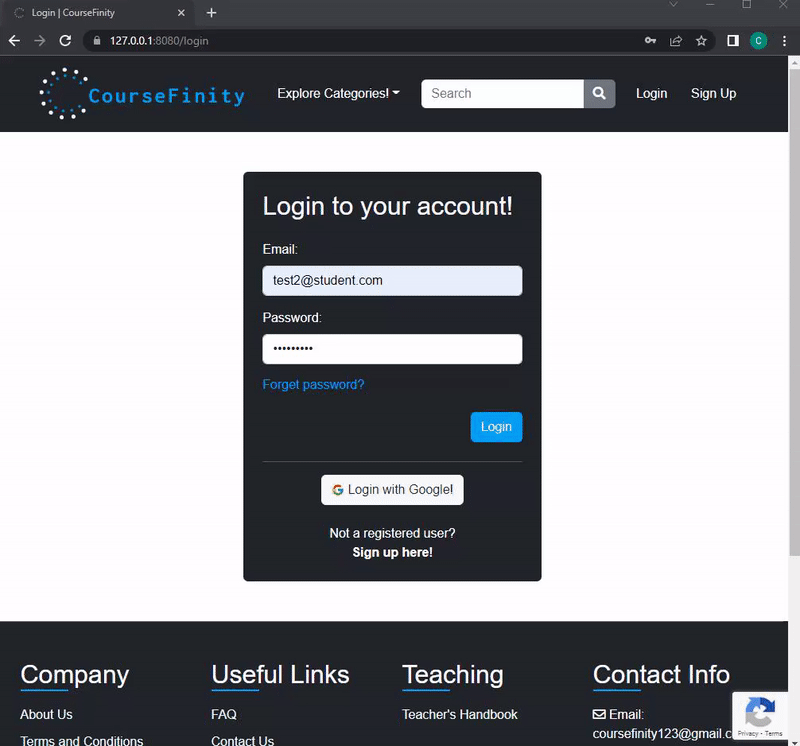 Login | CourseFinity
127.0.0.1:8080/login
C
CourseFinity
Explore Categories!
Search
Login
Sign Up
Login to your account!
Email:
test2@student.com
Password:
•••••••••
Forget password?
Login
Login with Google!
Not a registered user?
Sign up here!
Company
Useful Links
Teaching
Contact Info
About Us
FAQ
Teacher's Handbook
Email:
Terms and Conditions
Contact Us
coursefinity123@gmail.c
Privacy - Terms